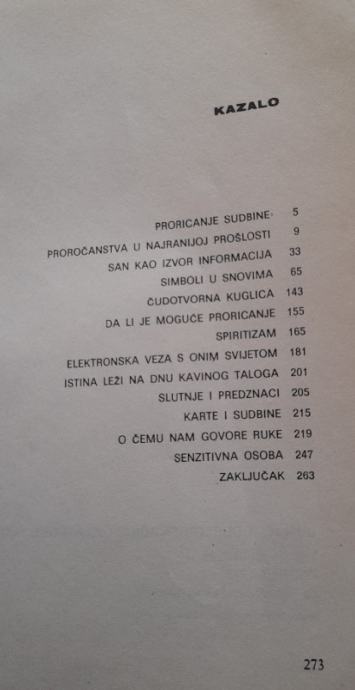 KAZALO
PRORICANJE SUDBINE 5
PROROČANSTVA U NAJRANIJOJ PROŠLOSTI 9
SAN KAO IZVOR INFORMACIJA 33
SIMBOLI U SNOVIMA 65
ČUDOTVORNA KUGLICA 143
DA LI JE MOGUĆE PRORICANJE 155
SPIRITIZAM 165
ELEKTRONSKA VEZA S ONIM SVIJETOM 181
ISTINA LEŽI NA DNU KAVINOG TALOGA 201
SLUTNJE I PREDZNACI 205
KARTE I SUDBINE 215
O ČEMU NAM GOVORE RUKE 219
SENZITIVNA OSOBA 247
ZAKLJUČAK 263
273